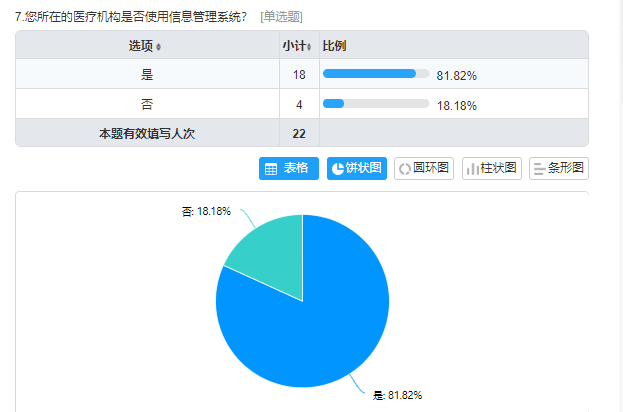 7.您所在的医疗机构是否使用信息管理系统？ [单选题]
选项 小计 比例
是 18 81.82%
否 4 18.18%
本题有效填写人次 22
表格 饼状图 圆环图 柱状图 条形图
否: 18.18%
是: 81.82%